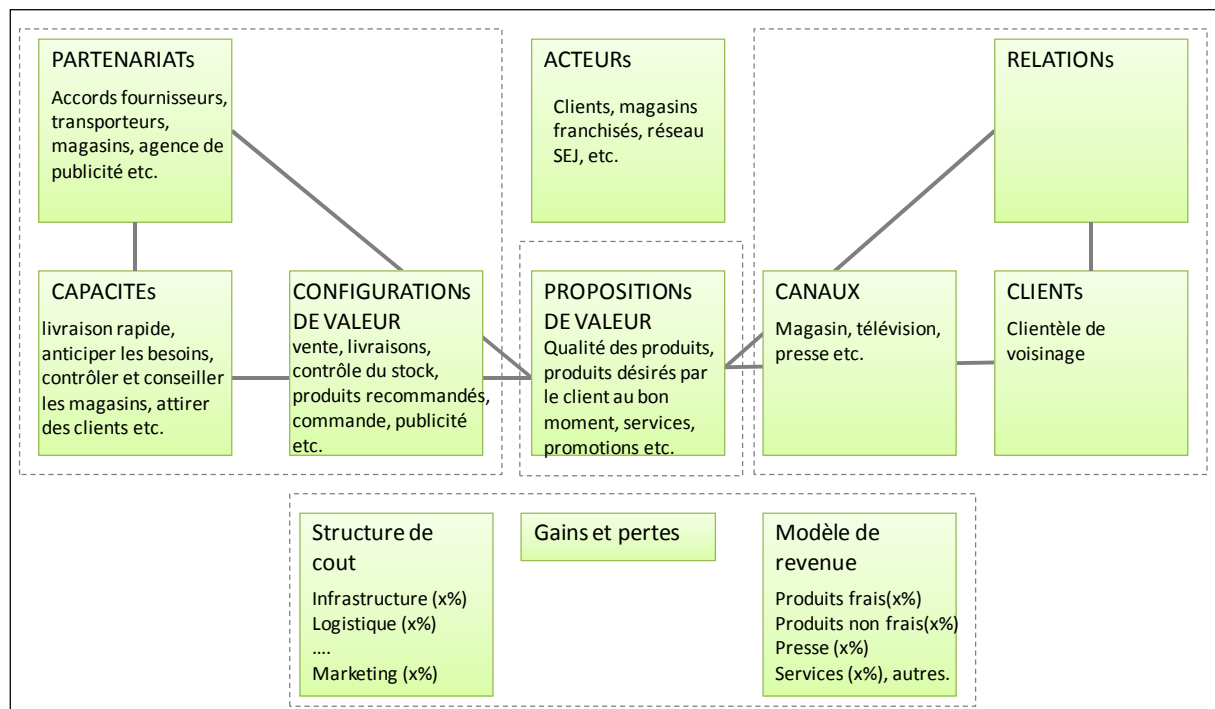 PARTENARIATs
Accords fournisseurs,
transporteurs,
magasins, agence de
publicité etc.
ACTEURs
Clients, magasins
franchisés, réseau
SEJ, etc.
RELATIONs
CAPACITEs
livraison rapide,
anticiper les besoins,
contrôler et conseiller
les magasins, attirer
des clients etc.
CONFIGURATIONs
DE VALEUR
vente, livraisons,
contrôle du stock,
produits recommandés,
commande, publicité
etc.
PROPOSITIONs
DE VALEUR
Qualité des produits,
produits désirés par
le client au bon
moment, services,
promotions etc.
CANAUX
Magasin, télévision,
presse etc.
CLIENTs
Clientèle de
voisinage
Structure de
cout
Infrastructure (x%)
Logistique (x%)
....
Marketing (x%)
Gains et pertes
Modèle de
revenue
Produits frais(x%)
Produits non frais(x%)
Presse (x%)
Services (x%), autres.